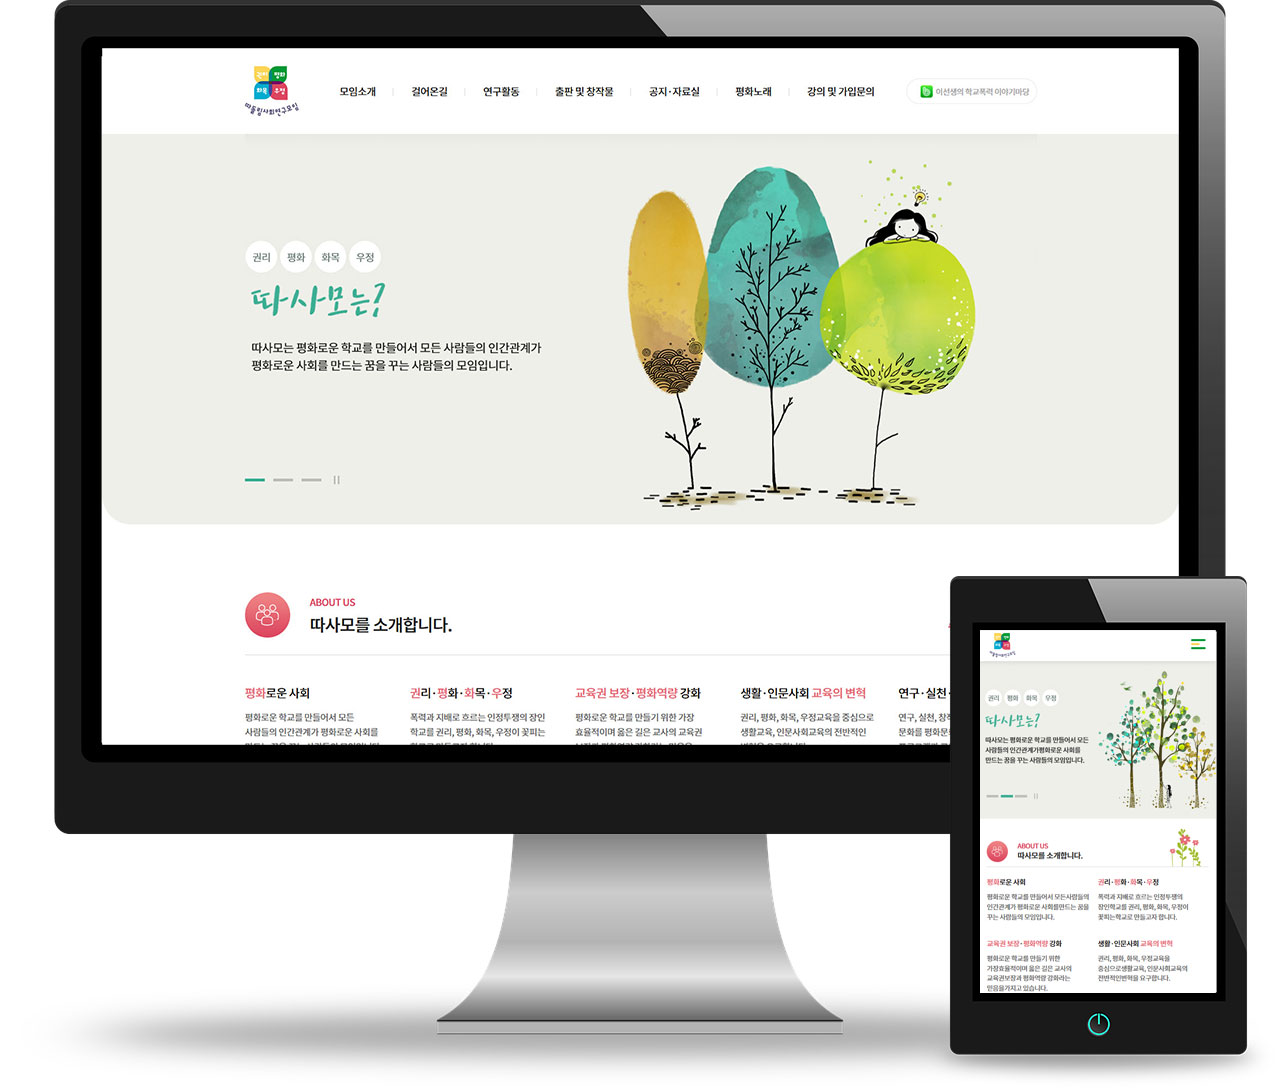 권리 평화
화목 우정
따돌림사회연구모임
모임소개
걸어온길
연구활동
출판 및 창작물
공지·자료실
평화노래
강의 및 가입문의
이선생의 학교폭력 이야기마당
권리 평화 화목 우정
따사모는?
따사모는 평화로운 학교를 만들어서 모든 사람들의 인간관계가
평화로운 사회를 만드는 꿈을 꾸는 사람들의 모임입니다.
ABOUT US
따사모를 소개합니다.
평화로운 사회
평화로운 학교를 만들어서 모든
사람들의 인간관계가 평화로운 사회를
권리·평화·화목·우정
폭력과 지배로 흐르는 인정투쟁의 장인
학교를 권리, 평화, 화목, 우정이 꽃피는
교육권 보장·평화역량 강화
평화로운 학교를 만들기 위한 가장
효율적이며 옳은 길은 교사의 교육권
생활·인문사회 교육의 변혁
권리, 평화, 화목, 우정교육을 중심으로
생활교육, 인문사회교육의 전반적인
연구·실천·
연구, 실천, 창작
문화를 평화문
권리 평화 화목 우정
따사모는?
따사모는 평화로운 학교를 만들어서 모든
사람들의 인간관계가평화로운 사회를
만드는 꿈을 꾸는 사람들의 모임입니다.
ABOUT US
따사모를 소개합니다.
평화로운 사회
평화로운 학교를 만들어서 모든사람들의
인간관계가 평화로운 사회를만드는 꿈을
꾸는 사람들의 모임입니다.
권리·평화·화목·우정
폭력과 지배로 흐르는 인정투쟁의
장인학교를 권리, 평화, 화목, 우정이
꽃피는학교로 만들고자 합니다.
교육권 보장·평화역량 강화
평화로운 학교를 만들기 위한
가장효율적이며 옳은 길은 교사의
교육권보장과 평화역량 강화라는
믿음을가지고 있습니다.
생활·인문사회 교육의 변혁
권리, 평화, 화목, 우정교육을
중심으로생활교육, 인문사회교육의
전반적인변혁을 요구합니다.